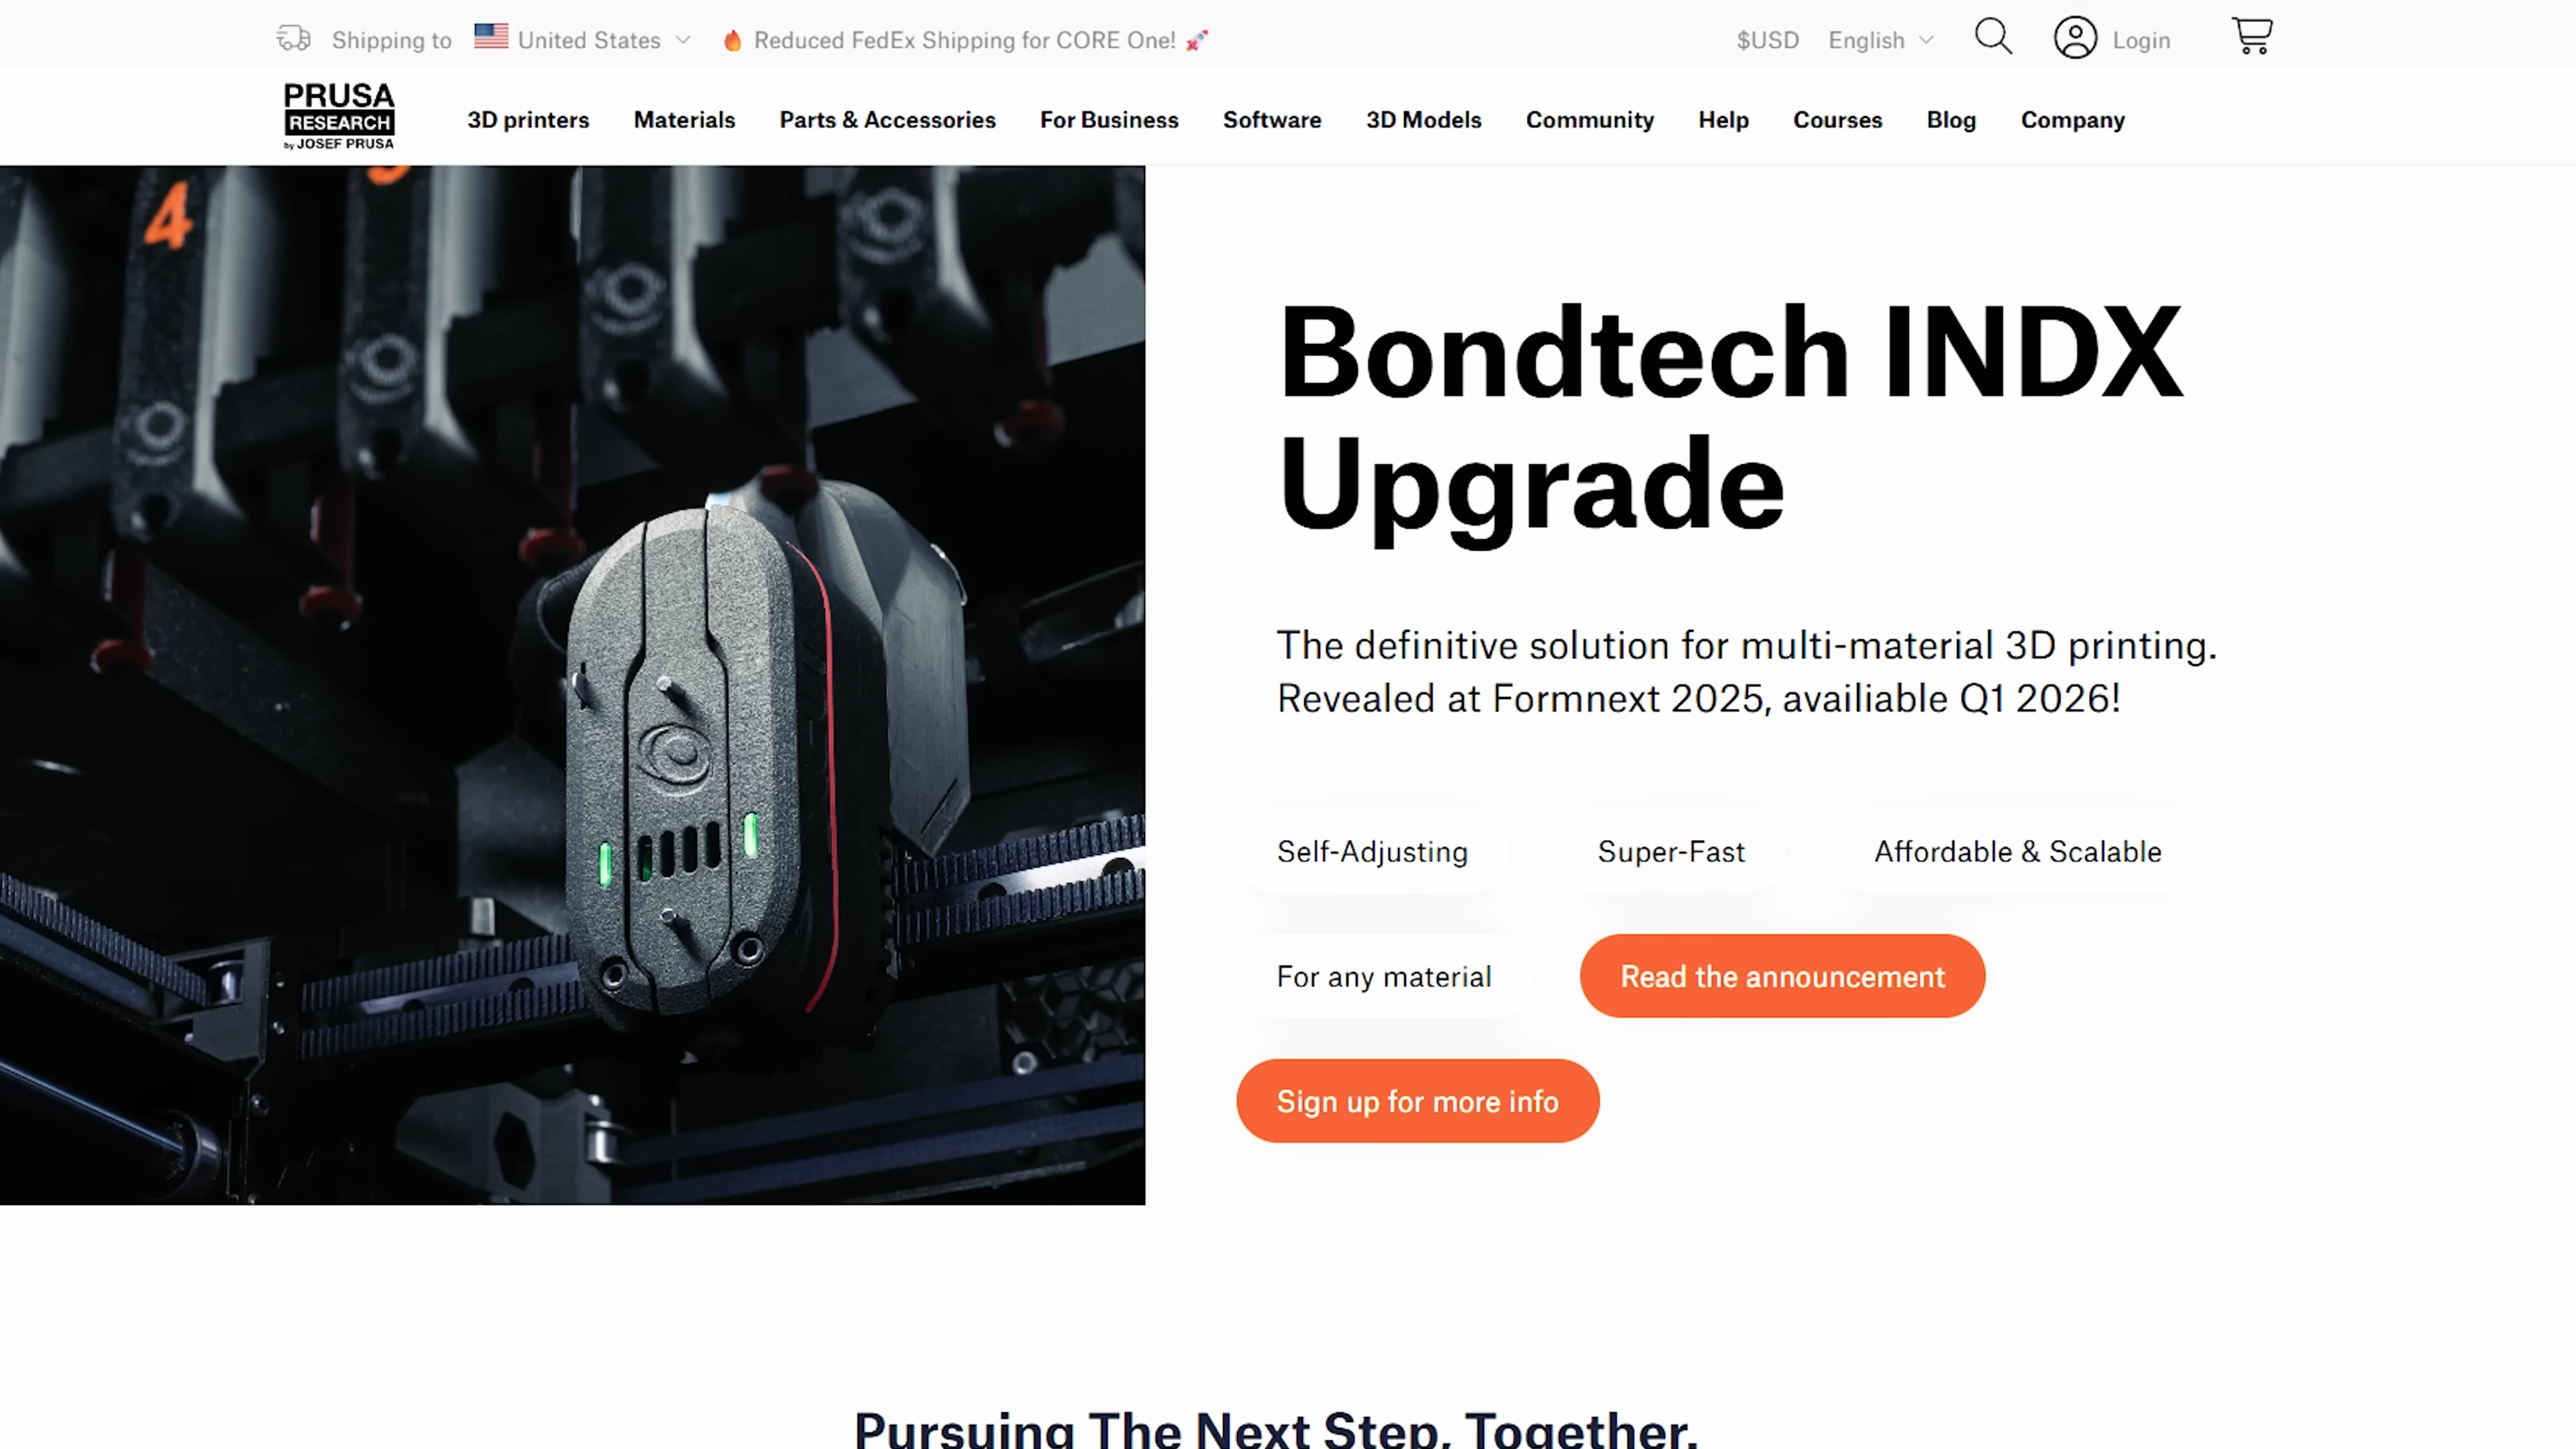 Shipping to United States Reduced FedEx Shipping for CORE One! $USD English Login
PRUSA
RESEARCH
by JOSEF PRUSA
3D printers Materials Parts & Accessories For Business Software 3D Models Community Help Courses Blog Company
4
Bondtech INDX
Upgrade
The definitive solution for multi-material 3D printing.
Revealed at Formnext 2025, availiable Q1 2026!
Self-Adjusting Super-Fast Affordable & Scalable
For any material Read the announcement
Sign up for more info
Pursuing The Next Step, Together.